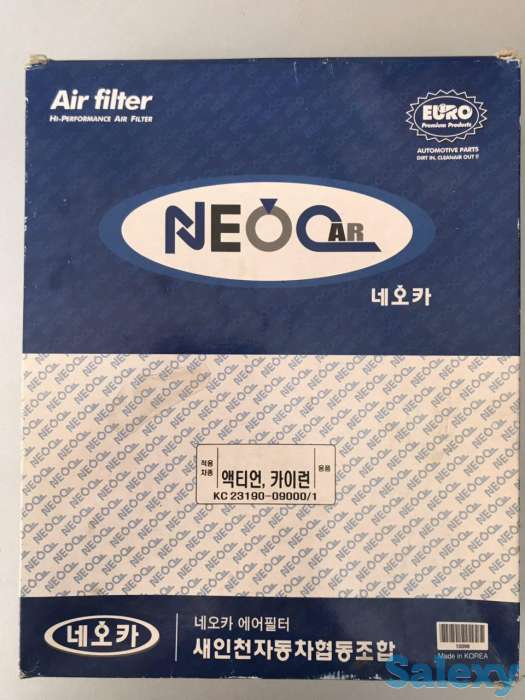 Air filter
HI-PERFORMANCE AIR FILTER
EURO
Premium Products
AUTOMOTIVE PARTS
DIRT IN, CLEANAIR OUT !!
NEOCAR
네오카
적용
차종
액티언, 카이런
용품
KC 23190-09000/1
네오카
네오카 에어필터
새인천자동차협동조합
Made in KOREA
Salexy